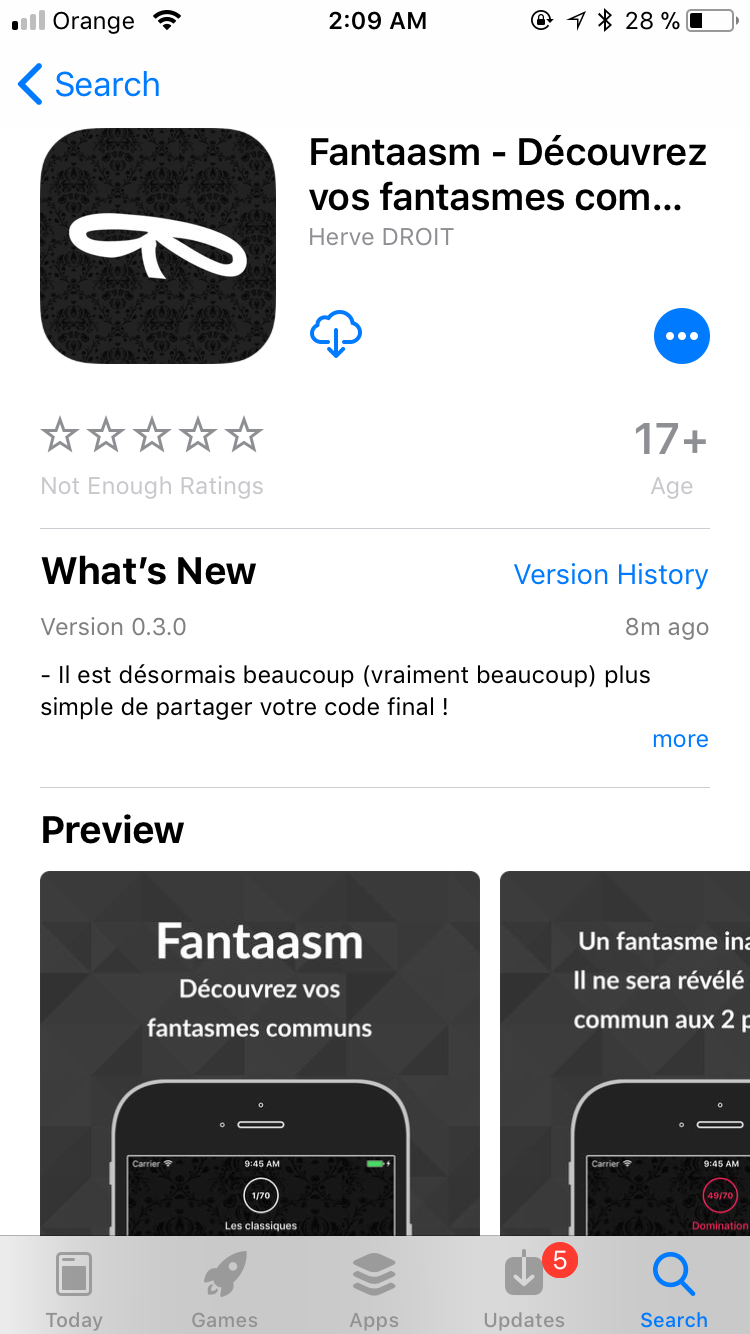 Orange 2:09 AM 28 %
Search
Fantaasm - Découvrez
vos fantasmes com...
Herve DROIT
17+
Not Enough Ratings Age
What's New Version History
Version 0.3.0 8m ago
- Il est désormais beaucoup (vraiment beaucoup) plus
simple de partager votre code final !
more
Preview
Fantaasm
Découvrez vos
fantasmes communs
Carrier 9:45 AM
1/70
Les classiques
Un fantasme ina
Il ne sera révélé
commun aux 2 p
Carrier 9:45 AM
49/70
Domination
5
Today Games Apps Updates Search